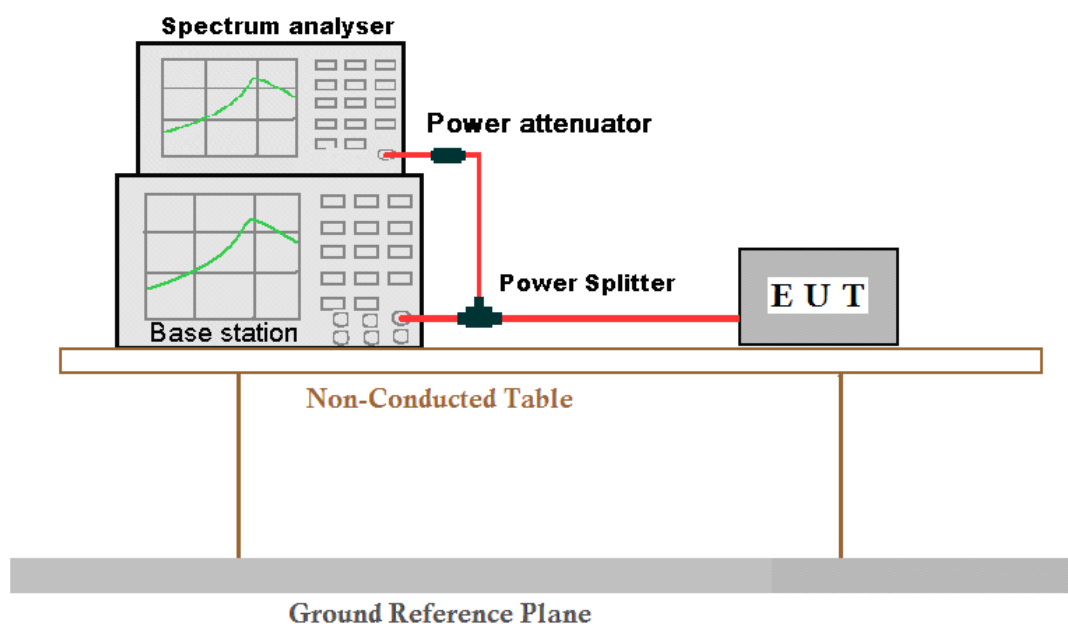 Spectrum analyser
Power attenuator
Power Splitter
E U T
Base station
Non-Conducted Table
Ground Reference Plane